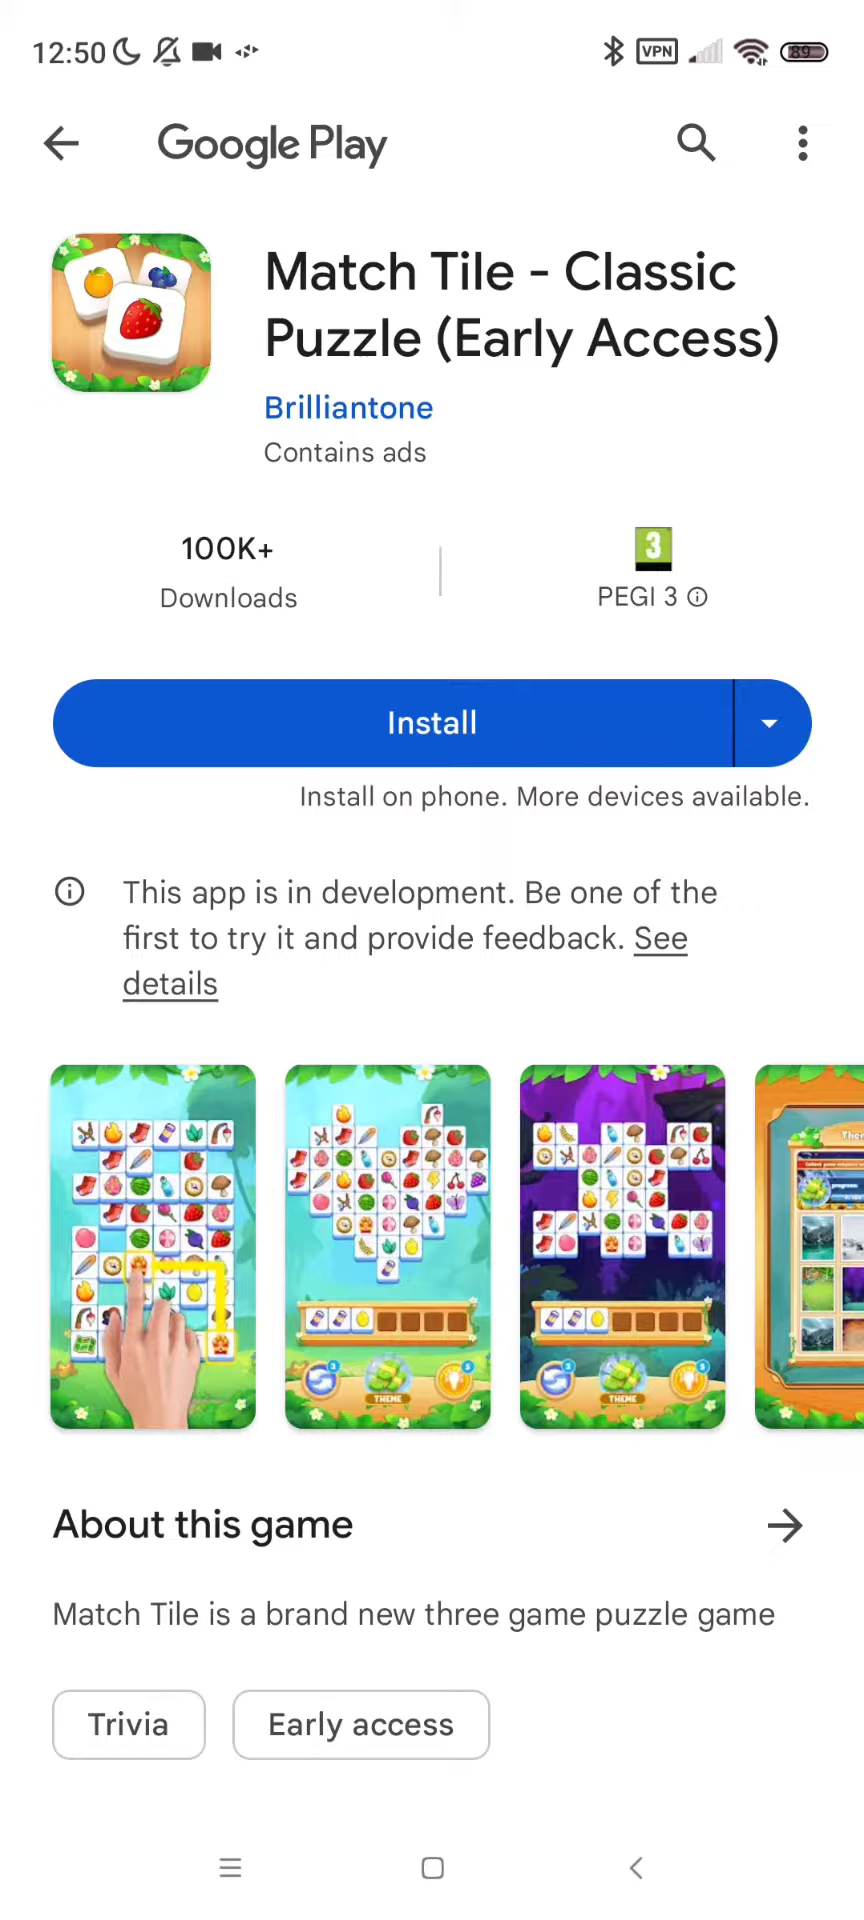 12:50
VPN
89
Google Play
Match Tile - Classic
Puzzle (Early Access)
Brilliantone
Contains ads
100K+
Downloads
3
PEGI 3
Install
Install on phone. More devices available.
This app is in development. Be one of the
first to try it and provide feedback. See
details
THEME
THEME
About this game
Match Tile is a brand new three game puzzle game
Trivia
Early access